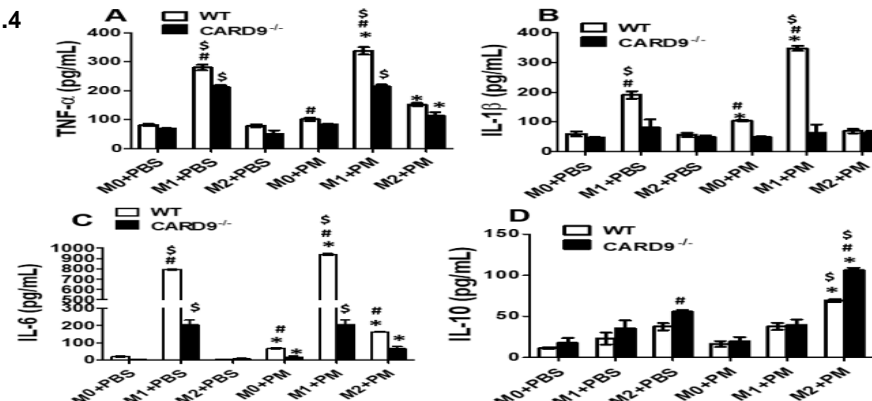 .4
A
WT
CARD9-/-
TNF-α (pg/mL)
400
300
200
100
0
$
#
$
#
$
#
*
$
*
*
M0+PBS
M1+PBS
M2+PBS
M0+PM
M1+PM
M2+PM
B
WT
CARD9-/-
IL-1β (pg/mL)
400
300
200
100
0
$
#
#
*
$
#
*
M0+PBS
M1+PBS
M2+PBS
M0+PM
M1+PM
M2+PM
C
WT
CARD9-/-
IL-6 (pg/mL)
1000
900
800
700
600
500
300
200
100
0
$
#
$
#
*
*
$
#
*
$
#
*
*
M0+PBS
M1+PBS
M2+PBS
M0+PM
M1+PM
M2+PM
D
WT
CARD9 -/-
IL-10 (pg/mL)
150
100
50
0
#
$
*
$
#
*
M0+PBS
M1+PBS
M2+PBS
M0+PM
M1+PM
M2+PM